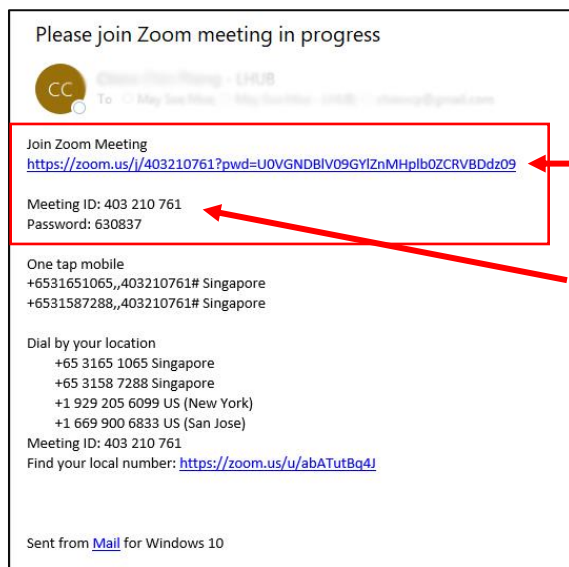 Please join Zoom meeting in progress
CC
- LHUB
To
Join Zoom Meeting
https://zoom.us/j/403210761?pwd=U0VGNDBlV09GYlZnMHplb0ZCRVBDdz09
Meeting ID: 403 210 761
Password: 630837
One tap mobile
+6531651065,,403210761# Singapore
+6531587288,,403210761# Singapore
Dial by your location
+65 3165 1065 Singapore
+65 3158 7288 Singapore
+1 929 205 6099 US (New York)
+1 669 900 6833 US (San Jose)
Meeting ID: 403 210 761
Find your local number: https://zoom.us/u/abATutBq4J
Sent from Mail for Windows 10